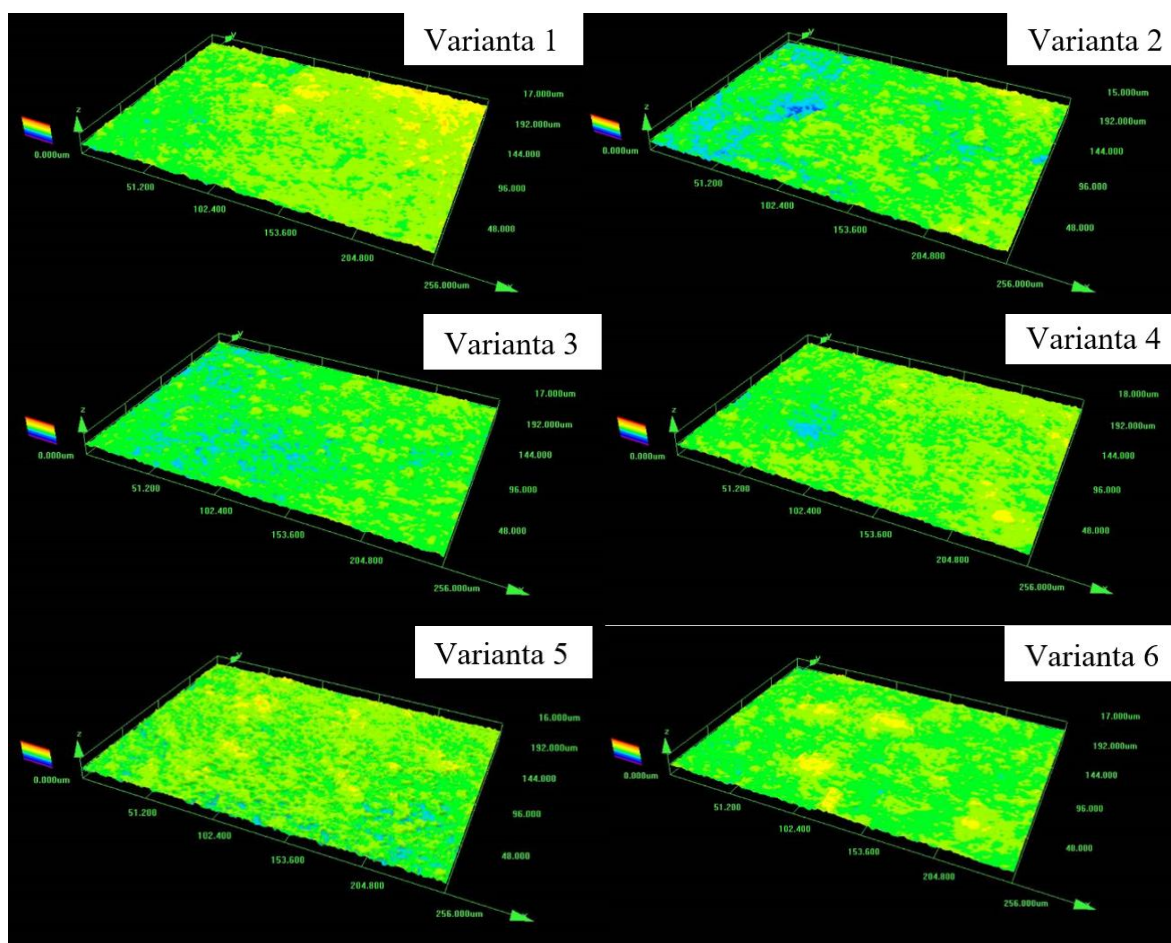 Varianta 1
y
z
17.000um
192.000um
144.000
96.000
48.000
0.000um
51.200
102.400
153.600
204.800
256.000um
x
Varianta 2
y
z
15.000um
192.000um
144.000
96.000
48.000
0.000um
51.200
102.400
153.600
204.800
256.000um
x
Varianta 3
y
z
17.000um
192.000um
144.000
96.000
48.000
0.000um
51.200
102.400
153.600
204.800
256.000um
x
Varianta 4
y
z
18.000um
192.000um
144.000
96.000
48.000
0.000um
51.200
102.400
153.600
204.800
256.000um
x
Varianta 5
y
z
16.000um
192.000um
144.000
96.000
48.000
0.000um
51.200
102.400
153.600
204.800
256.000um
x
Varianta 6
y
z
17.000um
192.000um
144.000
96.000
48.000
0.000um
51.200
102.400
153.600
204.800
256.000um
x